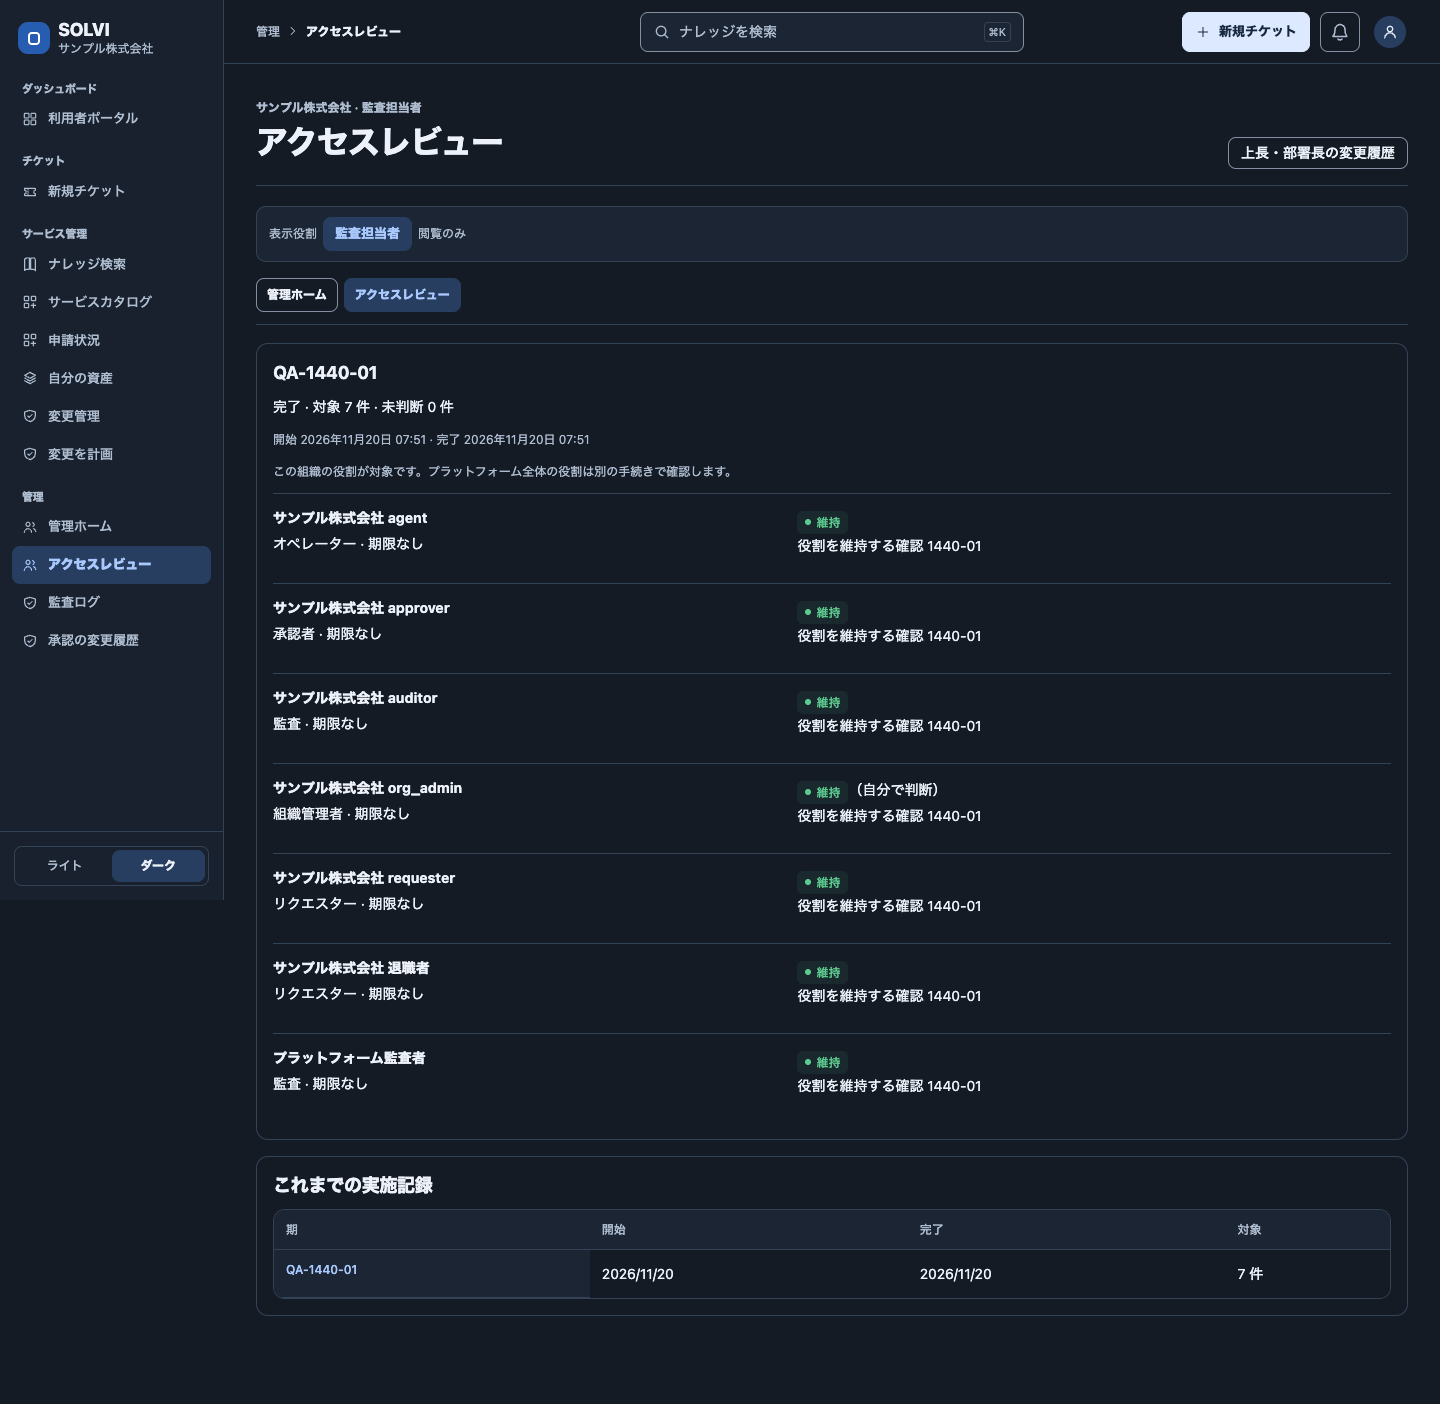 SOLVI
サンプル株式会社
ダッシュボード
利用者ポータル
チケット
新規チケット
サービス管理
ナレッジ検索
サービスカタログ
申請状況
自分の資産
変更管理
変更を計画
管理
管理ホーム
アクセスレビュー
監査ログ
承認の変更履歴
ライト
ダーク
管理 > アクセスレビュー
ナレッジを検索
⌘K
+ 新規チケット
サンプル株式会社 · 監査担当者
アクセスレビュー
上長・部署長の変更履歴
表示役割 監査担当者 閲覧のみ
管理ホーム アクセスレビュー
QA-1440-01
完了 · 対象 7 件 · 未判断 0 件
開始 2026年11月20日 07:51 · 完了 2026年11月20日 07:51
この組織の役割が対象です。プラットフォーム全体の役割は別の手続きで確認します。
サンプル株式会社 agent
オペレーター · 期限なし
維持
役割を維持する確認 1440-01
サンプル株式会社 approver
承認者 · 期限なし
維持
役割を維持する確認 1440-01
サンプル株式会社 auditor
監査 · 期限なし
維持
役割を維持する確認 1440-01
サンプル株式会社 org_admin
組織管理者 · 期限なし
維持 （自分で判断）
役割を維持する確認 1440-01
サンプル株式会社 requester
リクエスター · 期限なし
維持
役割を維持する確認 1440-01
サンプル株式会社 退職者
リクエスター · 期限なし
維持
役割を維持する確認 1440-01
プラットフォーム監査者
監査 · 期限なし
維持
役割を維持する確認 1440-01
これまでの実施記録
期 開始 完了 対象
QA-1440-01 2026/11/20 2026/11/20 7 件